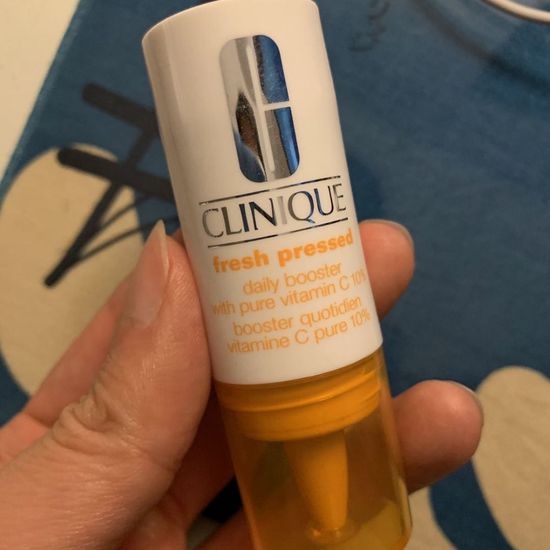 CLINIQUE
fresh pressed
daily booster
with pure vitamin C 10%
booster quotidien
vitamine C pure 10%